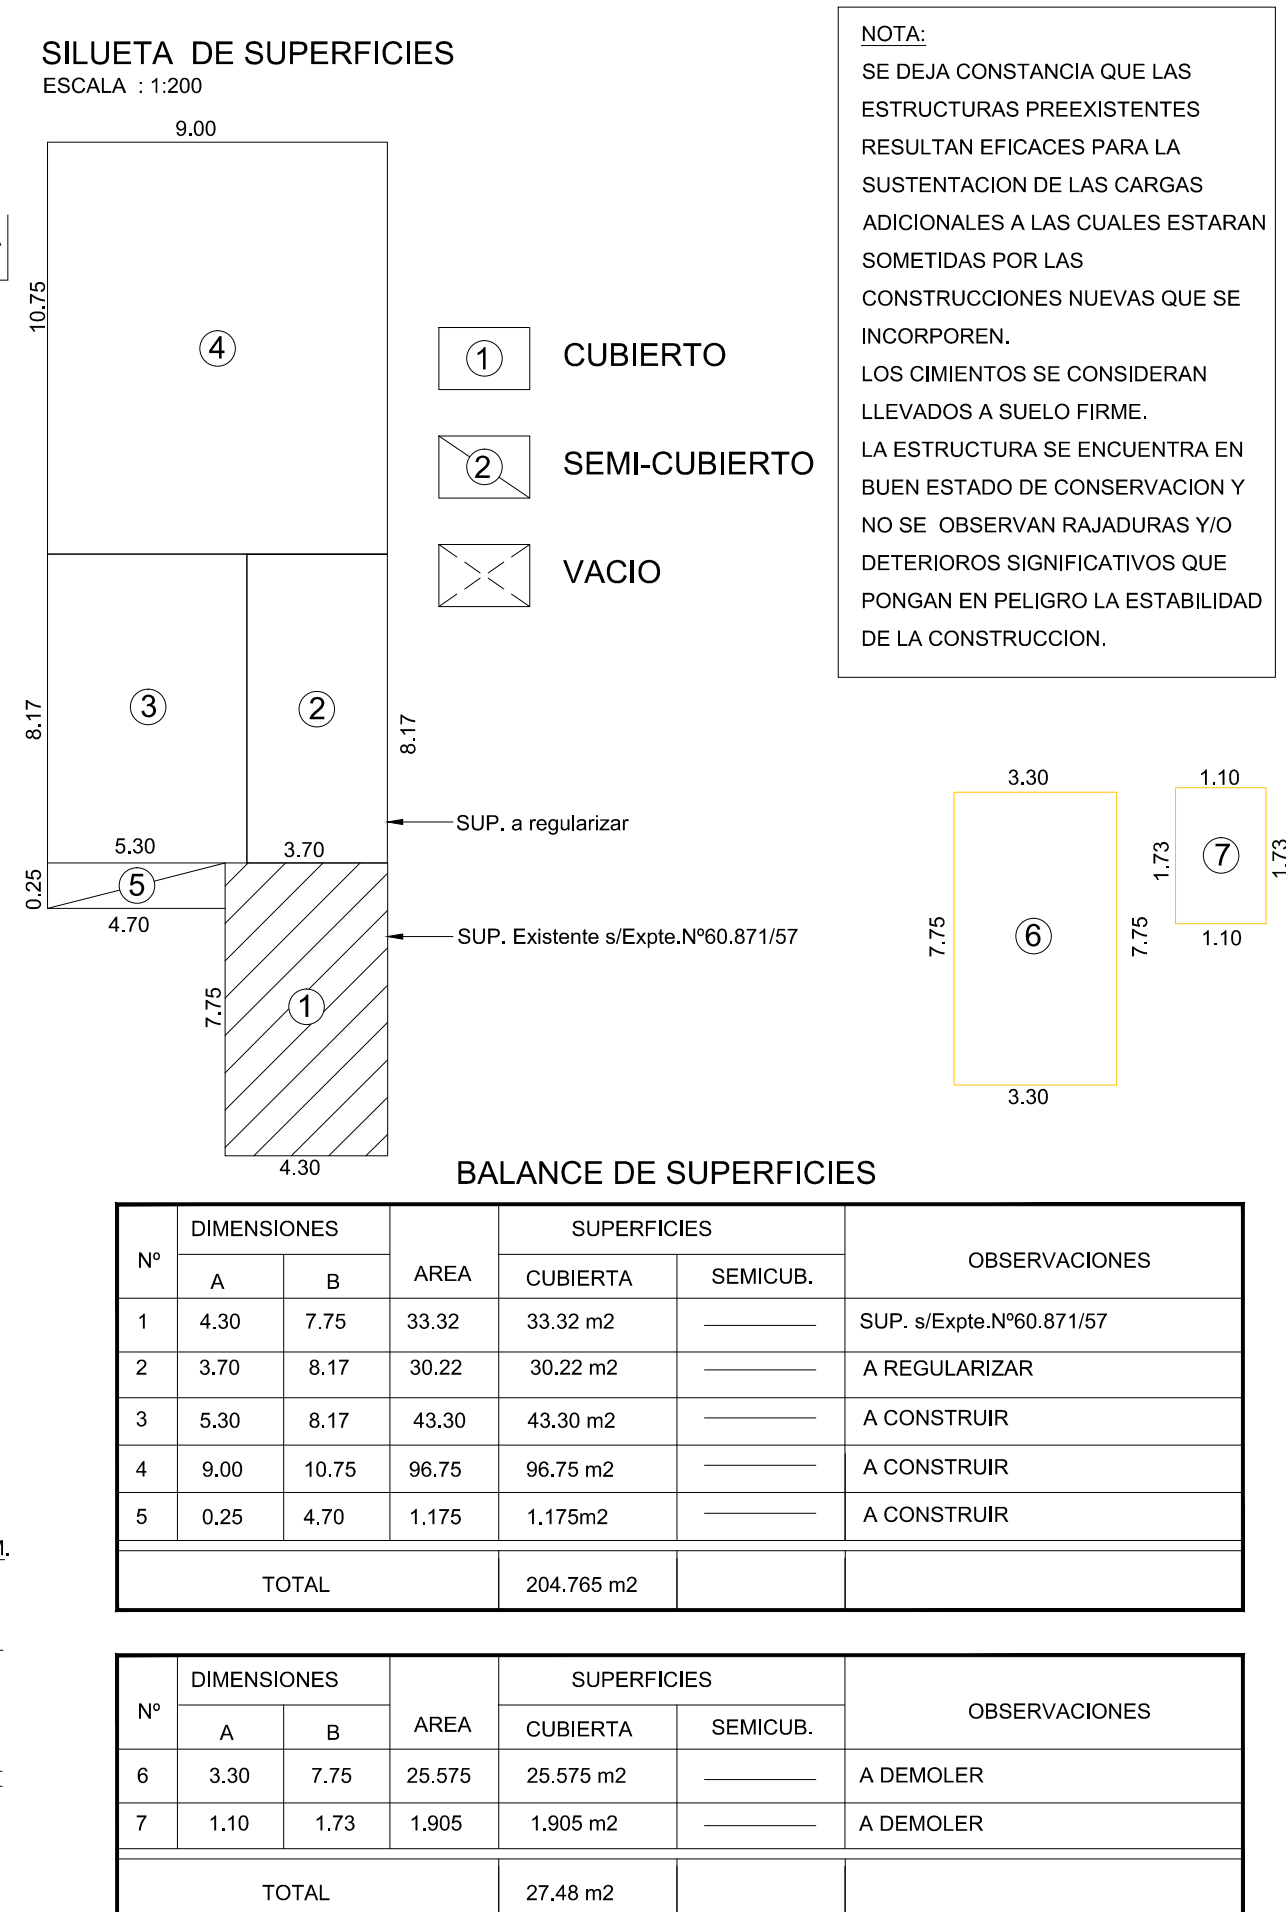 SILUETA DE SUPERFICIES
ESCALA : 1:200
9.00
10.75
4
3
2
8.17
8.17
5.30
3.70
0.25
5
4.70
7.75
1
4.30
SUP. a regularizar
SUP. Existente s/Expte.Nº60.871/57
1 CUBIERTO
2 SEMI-CUBIERTO
VACIO
NOTA:
SE DEJA CONSTANCIA QUE LAS
ESTRUCTURAS PREEXISTENTES
RESULTAN EFICACES PARA LA
SUSTENTACION DE LAS CARGAS
ADICIONALES A LAS CUALES ESTARAN
SOMETIDAS POR LAS
CONSTRUCCIONES NUEVAS QUE SE
INCORPOREN.
LOS CIMIENTOS SE CONSIDERAN
LLEVADOS A SUELO FIRME.
LA ESTRUCTURA SE ENCUENTRA EN
BUEN ESTADO DE CONSERVACION Y
NO SE OBSERVAN RAJADURAS Y/O
DETERIOROS SIGNIFICATIVOS QUE
PONGAN EN PELIGRO LA ESTABILIDAD
DE LA CONSTRUCCION.
3.30
7.75
6
7.75
3.30
1.10
1.73
7
1.73
1.10
BALANCE DE SUPERFICIES
Nº DIMENSIONES AREA SUPERFICIES OBSERVACIONES
A B CUBIERTA SEMICUB.
1 4.30 7.75 33.32 33.32 m2 SUP. s/Expte.Nº60.871/57
2 3.70 8.17 30.22 30.22 m2 A REGULARIZAR
3 5.30 8.17 43.30 43.30 m2 A CONSTRUIR
4 9.00 10.75 96.75 96.75 m2 A CONSTRUIR
5 0.25 4.70 1.175 1.175m2 A CONSTRUIR
TOTAL 204.765 m2
Nº DIMENSIONES AREA SUPERFICIES OBSERVACIONES
A B CUBIERTA SEMICUB.
6 3.30 7.75 25.575 25.575 m2 A DEMOLER
7 1.10 1.73 1.905 1.905 m2 A DEMOLER
TOTAL 27.48 m2